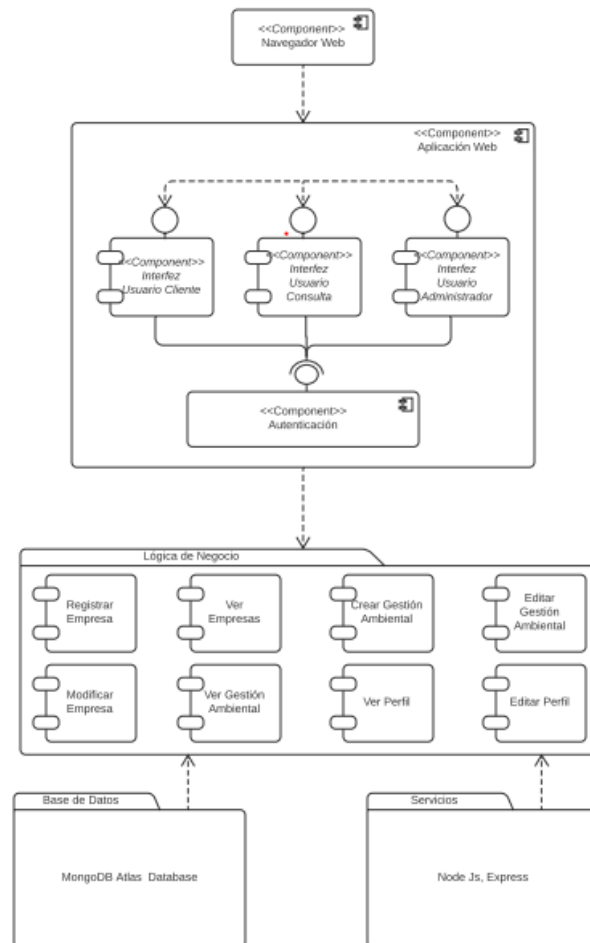 <<Component>>
Navegador Web
<<Component>>
Aplicación Web
<<Component>>
Interfez
Usuario Cliente
<<Component>>
Interfez
Usuario
Consulta
<<Component>>
Interfez
Usuario
Administrador
<<Component>>
Autenticación
Lógica de Negocio
Registrar
Empresa
Ver
Empresas
Crear Gestión
Ambiental
Editar
Gestión
Ambiental
Modificar
Empresa
Ver Gestión
Ambiental
Ver Perfil
Editar Perfil
Base de Datos
Servicios
MongoDB Atlas Database
Node Js, Express